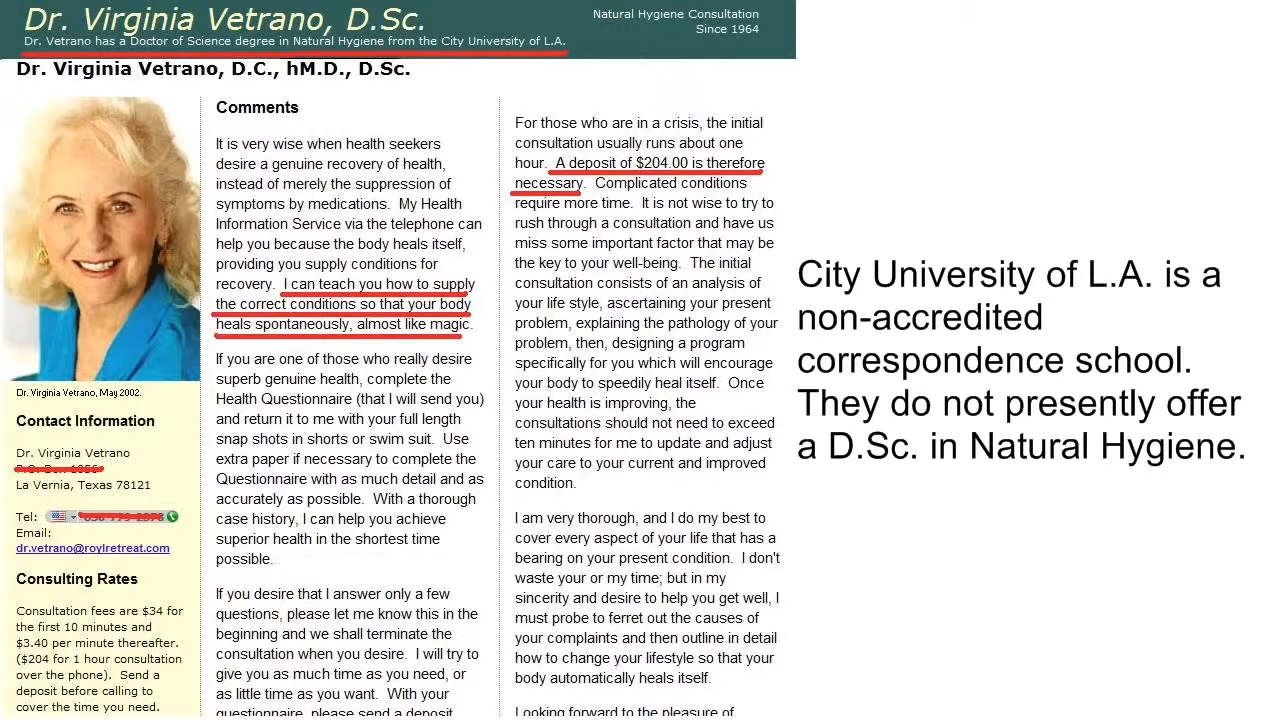 Dr. Virginia Vetrano, D.Sc.
Dr. Vetrano has a Doctor of Science degree in Natural Hygiene from the City University of L.A.
Natural Hygiene Consultation
Since 1964
Dr. Virginia Vetrano, D.C., hM.D., D.Sc.
Dr. Virginia Vetrano, May 2002.
Contact Information
Dr. Virginia Vetrano
La Vernia, Texas 78121
Tel:
Email:
dr.vetrano@roylretreat.com
Consulting Rates
Consultation fees are $34 for
the first 10 minutes and
$3.40 per minute thereafter.
($204 for 1 hour consultation
over the phone). Send a
deposit before calling to
cover the time you need.
Comments
It is very wise when health seekers
desire a genuine recovery of health,
instead of merely the suppression of
symptoms by medications. My Health
Information Service via the telephone can
help you because the body heals itself,
providing you supply conditions for
recovery. I can teach you how to supply
the correct conditions so that your body
heals spontaneously, almost like magic.
If you are one of those who really desire
superb genuine health, complete the
Health Questionnaire (that I will send you)
and return it to me with your full length
snap shots in shorts or swim suit. Use
extra paper if necessary to complete the
Questionnaire with as much detail and as
accurately as possible. With a thorough
case history, I can help you achieve
superior health in the shortest time
possible.
If you desire that I answer only a few
questions, please let me know this in the
beginning and we shall terminate the
consultation when you desire. I will try to
give you as much time as you need, or
as little time as you want. With your
questionnaire, please send a deposit
For those who are in a crisis, the initial
consultation usually runs about one
hour. A deposit of $204.00 is therefore
necessary. Complicated conditions
require more time. It is not wise to try to
rush through a consultation and have us
miss some important factor that may be
the key to your well-being. The initial
consultation consists of an analysis of
your life style, ascertaining your present
problem, explaining the pathology of your
problem, then, designing a program
specifically for you which will encourage
your body to speedily heal itself. Once
your health is improving, the
consultations should not need to exceed
ten minutes for me to update and adjust
your care to your current and improved
condition.
I am very thorough, and I do my best to
cover every aspect of your life that has a
bearing on your present condition. I don't
waste your or my time; but in my
sincerity and desire to help you get well, I
must probe to ferret out the causes of
your complaints and then outline in detail
how to change your lifestyle so that your
body automatically heals itself.
Looking forward to the pleasure of
City University of L.A. is a
non-accredited
correspondence school.
They do not presently offer
a D.Sc. in Natural Hygiene.